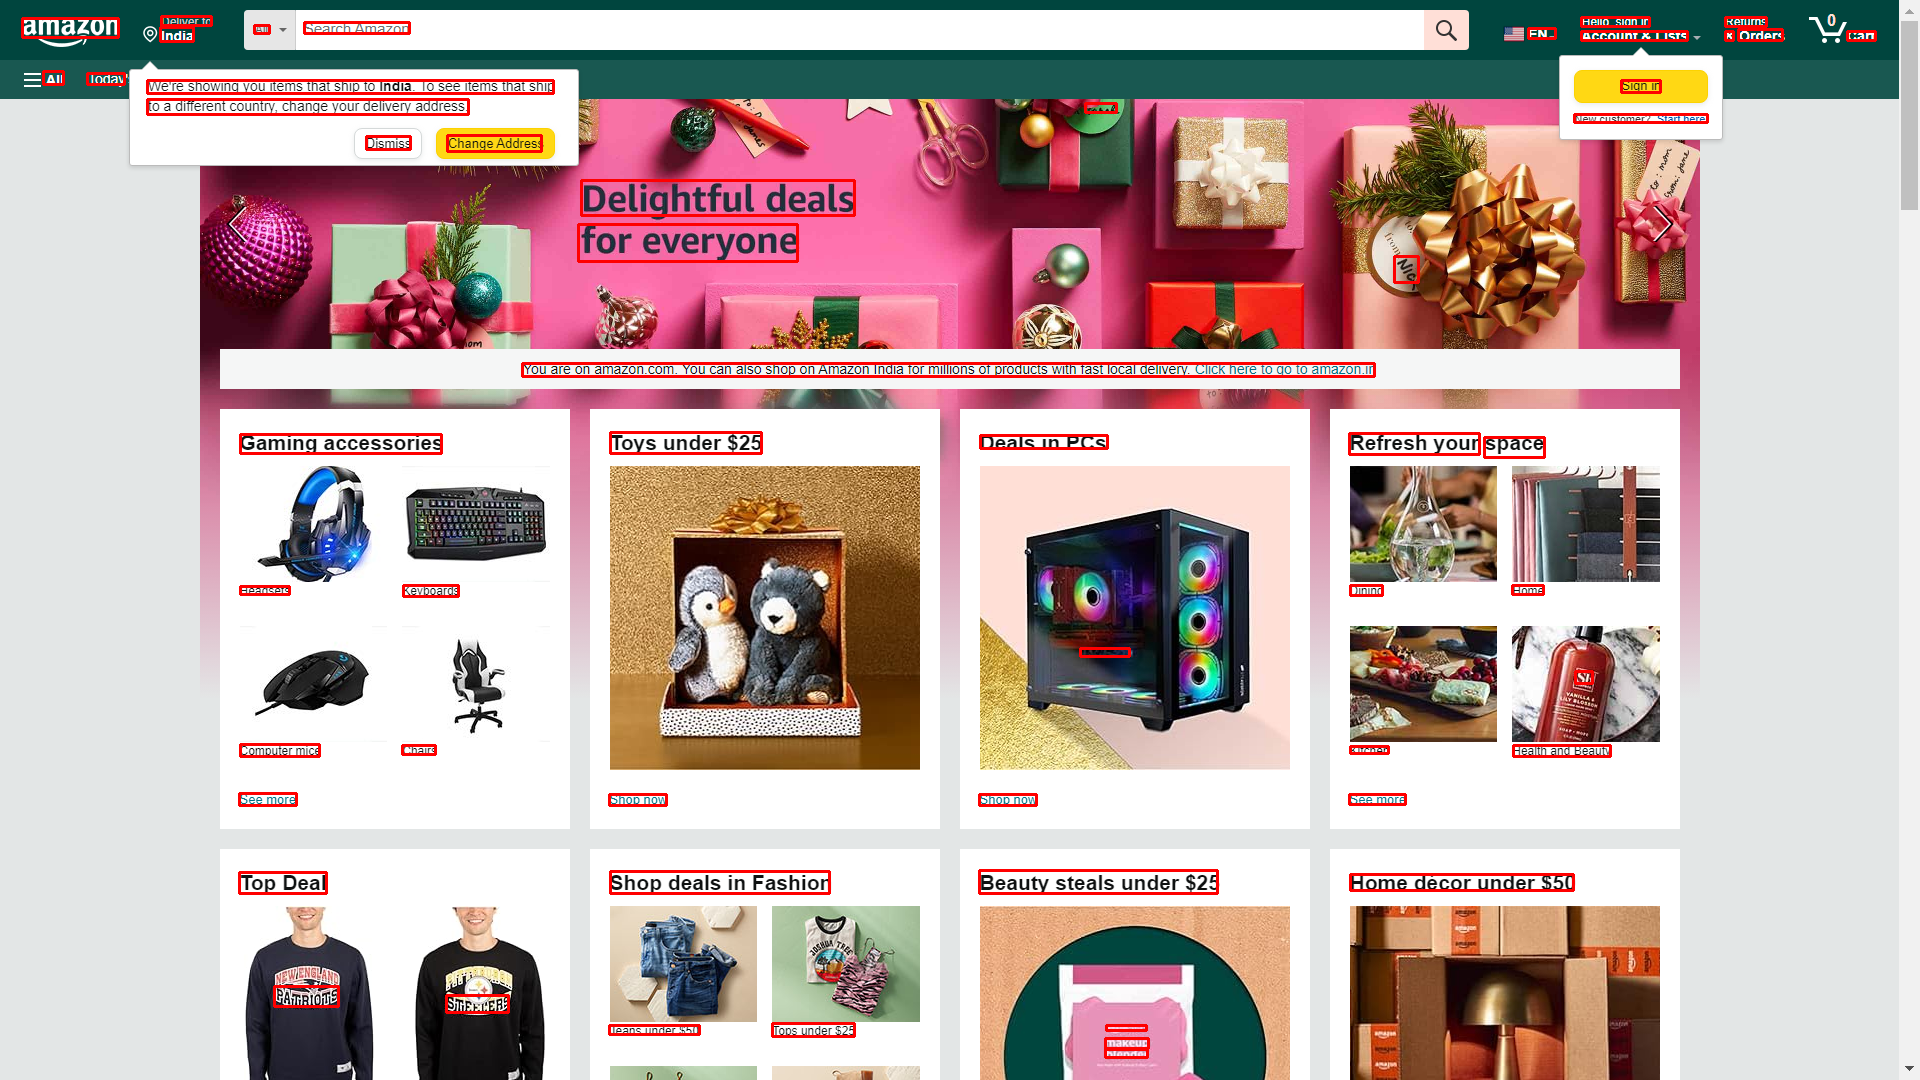 amazon
Deliver to
India
All
Search Amazon
EN
Hello, sign in
Account & Lists
Returns
& Orders
0
Cart
All
Today's
We're showing you items that ship to India. To see items that ship
to a different country, change your delivery address.
Dismiss
Change Address
Sign in
New customer? Start here.
Delightful deals
for everyone
You are on amazon.com. You can also shop on Amazon India for millions of products with fast local delivery. Click here to go to amazon.in
Gaming accessories
Toys under $25
Deals in PCs
Refresh your space
Headsets
Keyboards
Dining
Home
Computer mice
Chairs
Kitchen
Health and Beauty
See more
Shop now
Shop now
See more
Top Deal
Shop deals in Fashion
Beauty steals under $25
Home décor under $50
NEW ENGLAND
PATRIOTS
PITTSBURGH
STEELERS
JOSHUA TREE
Jeans under $50
Tops under $25
makeup
blender